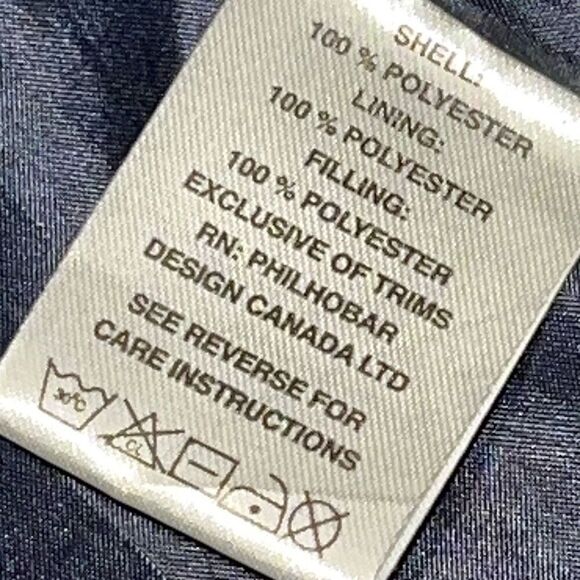 SHELL:
100 % POLYESTER
LINING:
100 % POLYESTER
FILLING:
100 % POLYESTER
EXCLUSIVE OF TRIMS
RN: PHILHOBAR
DESIGN CANADA LTD
SEE REVERSE FOR
CARE INSTRUCTIONS
30°C
CL